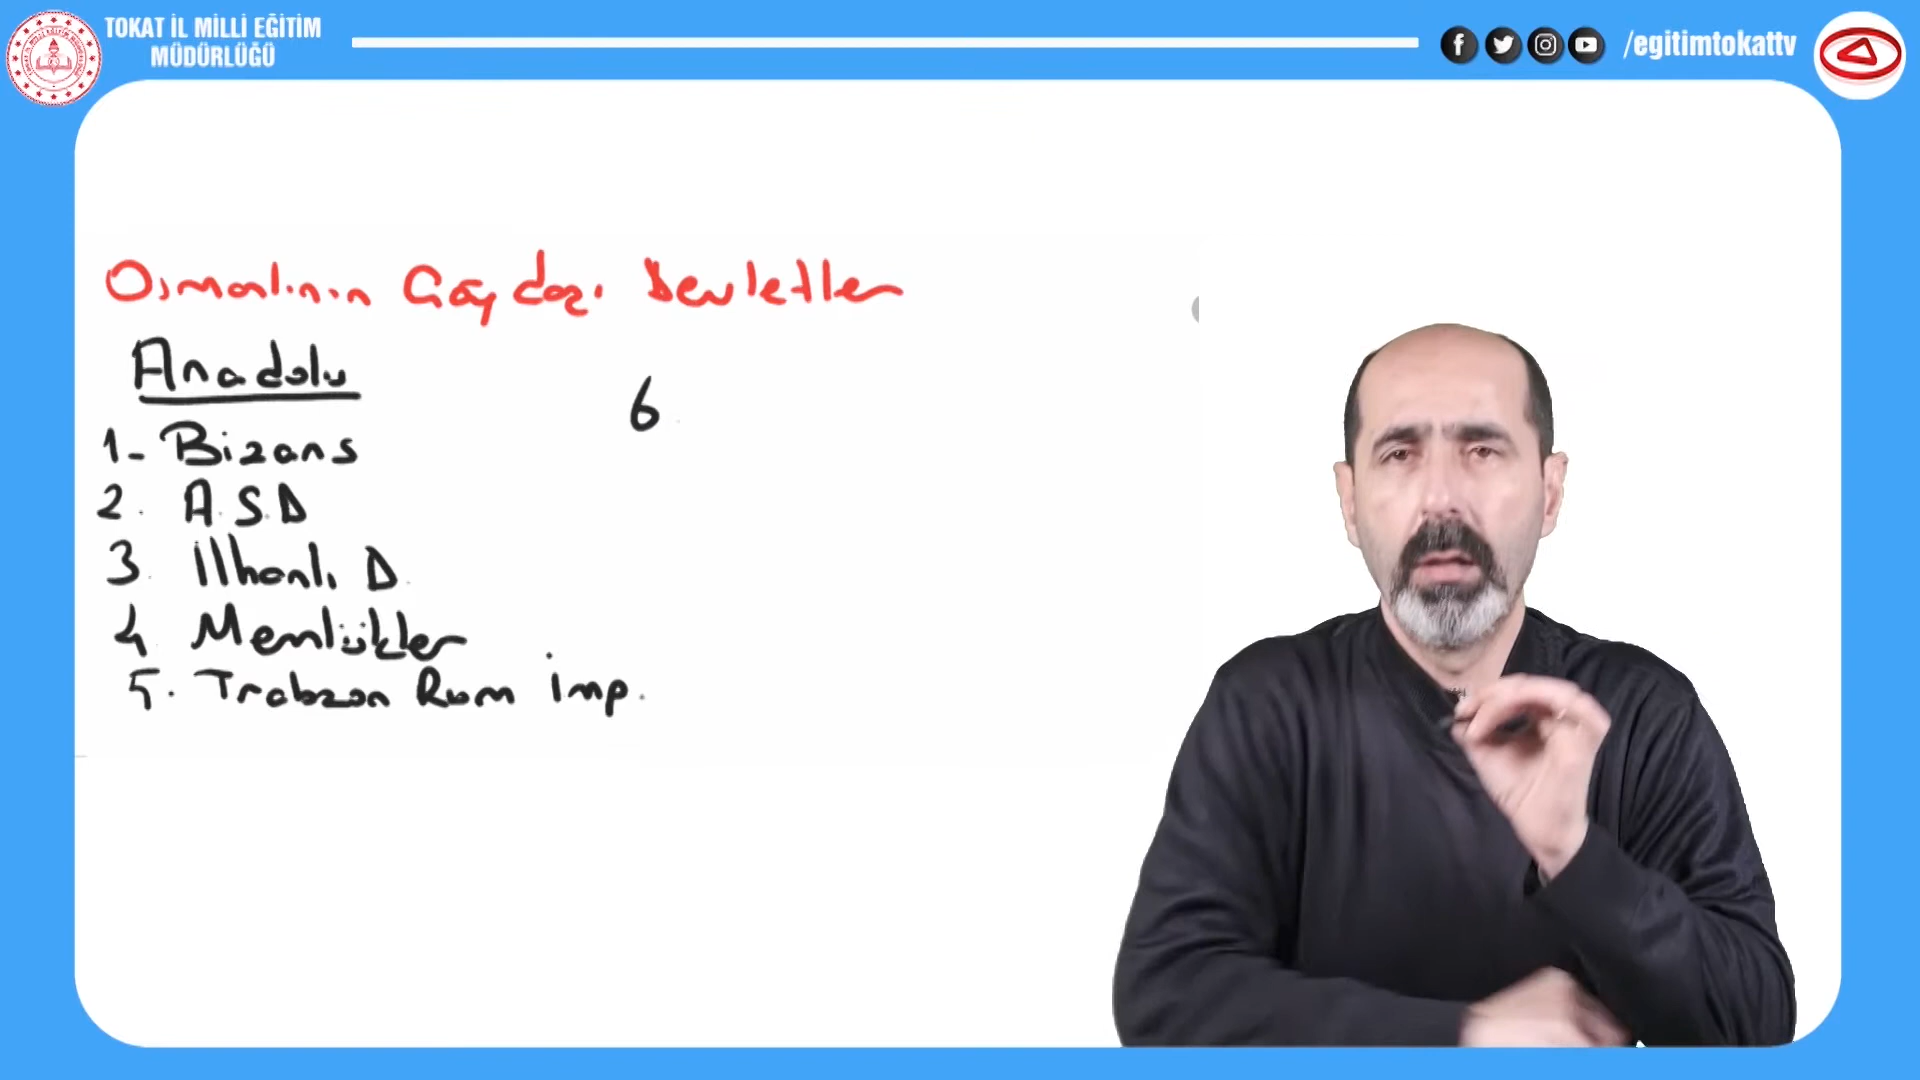 TOKAT İL MİLLİ EĞİTİM
MÜDÜRLÜĞÜ
/egitimtokattv
Osmanlının Çağdaşı Devletler
Anadolu
1- Bizans
2. A.S.D
3. İlhanlı D.
4. Memlükler
5. Trabzon Rum İmp.
6.